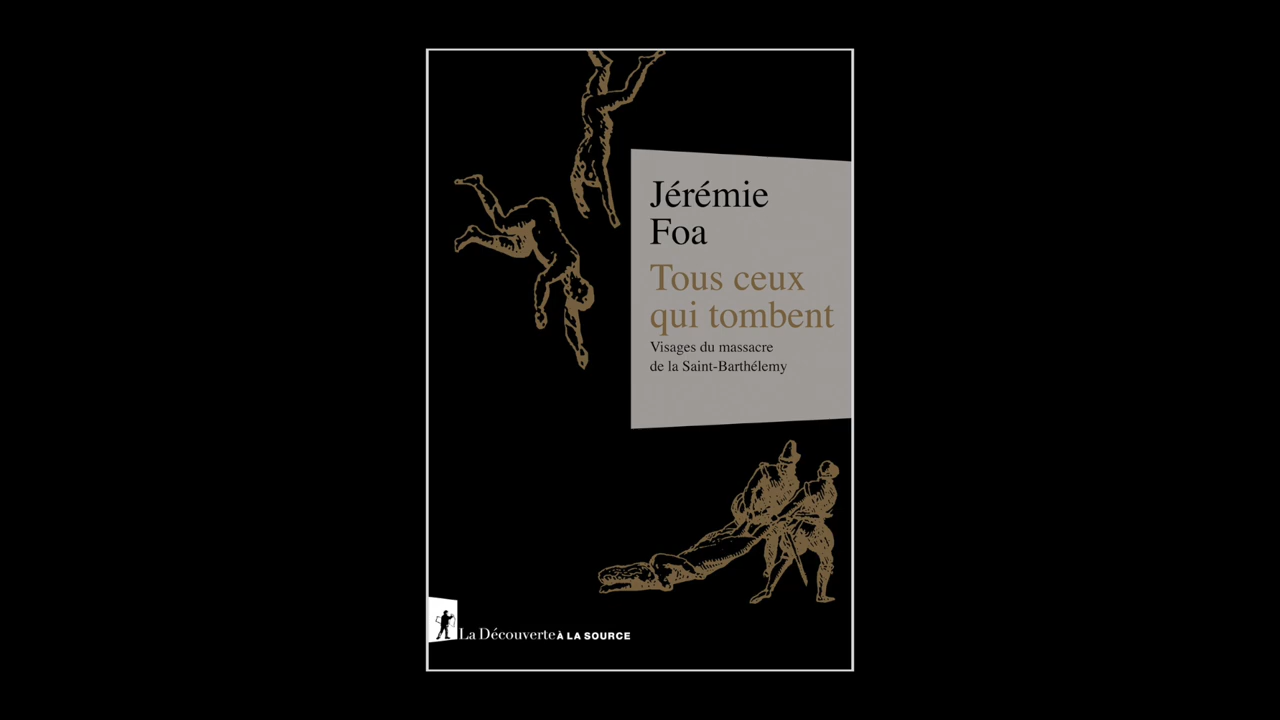 Jérémie
Foa
Tous ceux
qui tombent
Visages du massacre
de la Saint-Barthélemy
La Découverte À LA SOURCE